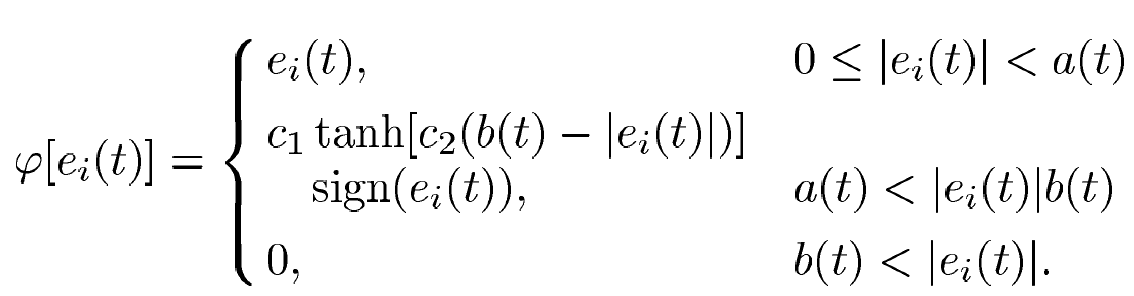 φ[e_i(t)] = { e_i(t), 0 ≤ |e_i(t)| < a(t)
c_1 tanh[c_2(b(t) − |e_i(t)|)]
sign(e_i(t)), a(t) < |e_i(t)|b(t)
0, b(t) < |e_i(t)|.